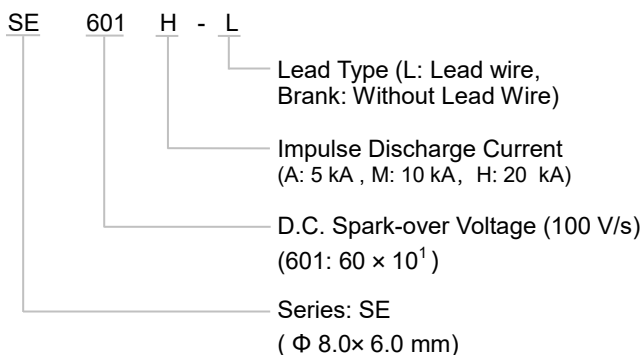 SE 601 H - L
Lead Type (L: Lead wire,
Brank: Without Lead Wire)
Impulse Discharge Current
(A: 5 kA , M: 10 kA, H: 20 kA)
D.C. Spark-over Voltage (100 V/s)
(601: 60 × 10¹ )
Series: SE
( Φ 8.0× 6.0 mm)